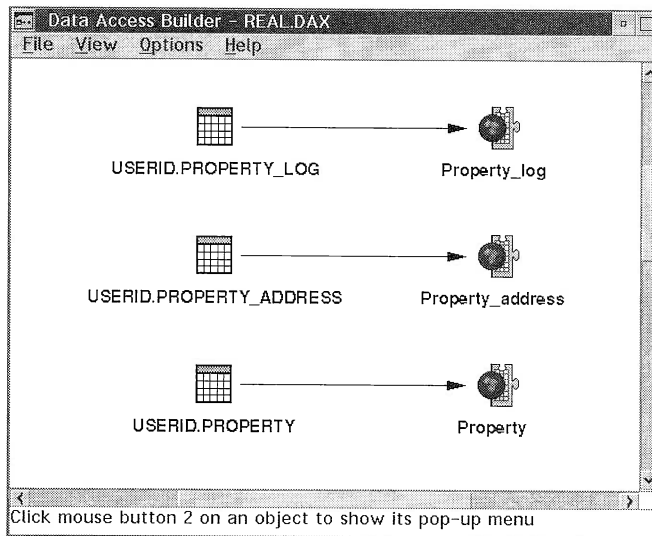 Data Access Builder - REAL.DAX
File View Options Help
USERID.PROPERTY_LOG Property_log
USERID.PROPERTY_ADDRESS Property_address
USERID.PROPERTY Property
Click mouse button 2 on an object to show its pop-up menu